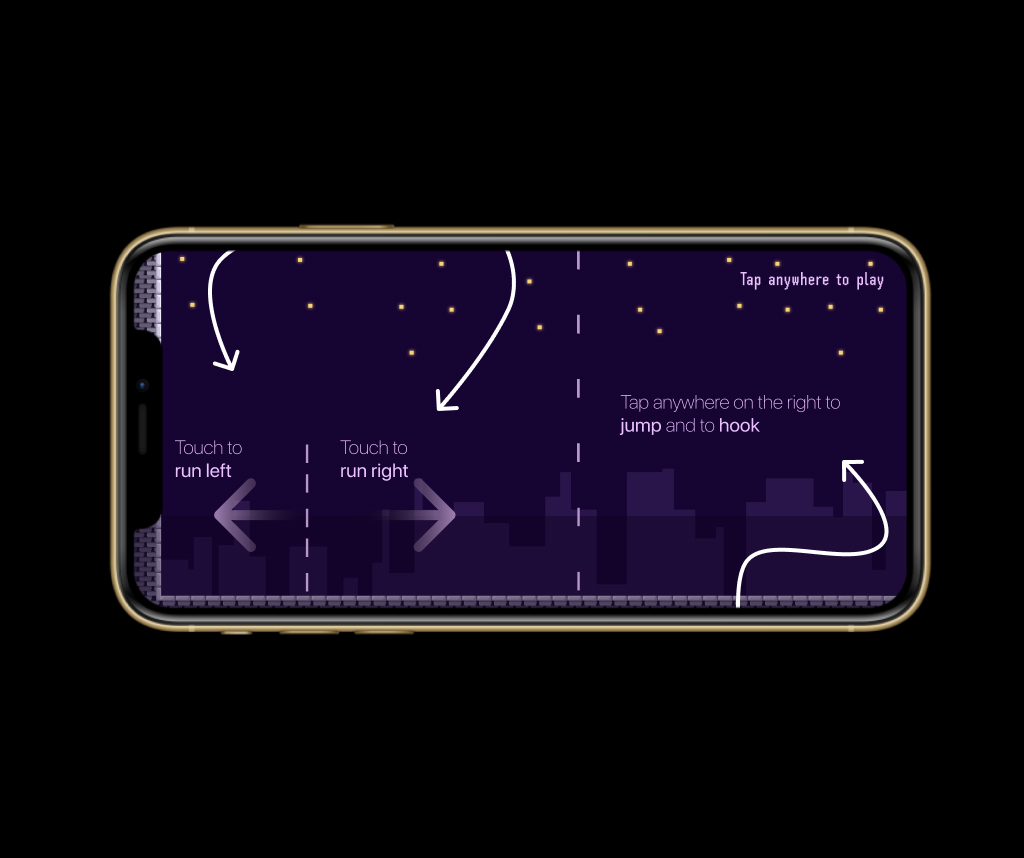 Tap anywhere to play
Tap anywhere on the right to
jump and to hook
Touch to
run left
Touch to
run right